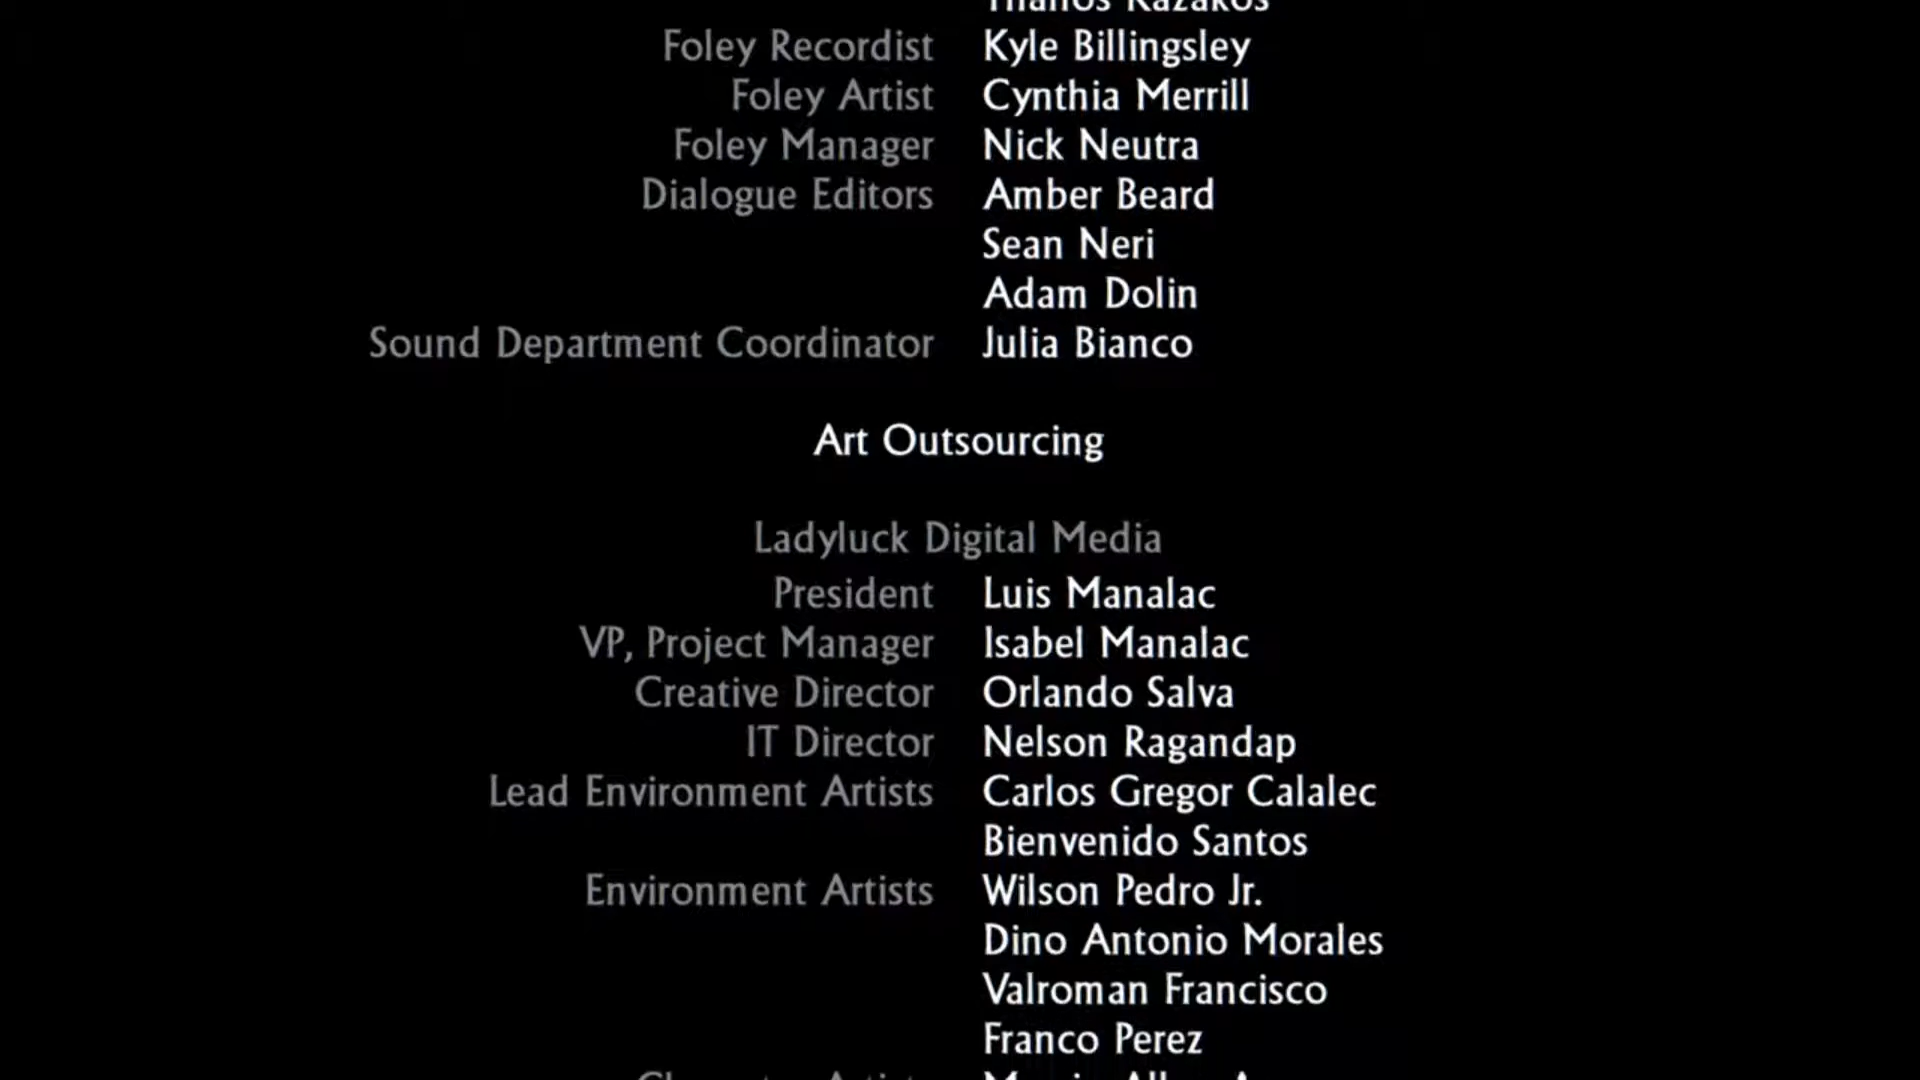 Thanos Kazakos
Foley Recordist Kyle Billingsley
Foley Artist Cynthia Merrill
Foley Manager Nick Neutra
Dialogue Editors Amber Beard
Sean Neri
Adam Dolin
Sound Department Coordinator Julia Bianco
Art Outsourcing
Ladyluck Digital Media
President Luis Manalac
VP, Project Manager Isabel Manalac
Creative Director Orlando Salva
IT Director Nelson Ragandap
Lead Environment Artists Carlos Gregor Calalec
Bienvenido Santos
Environment Artists Wilson Pedro Jr.
Dino Antonio Morales
Valroman Francisco
Franco Perez